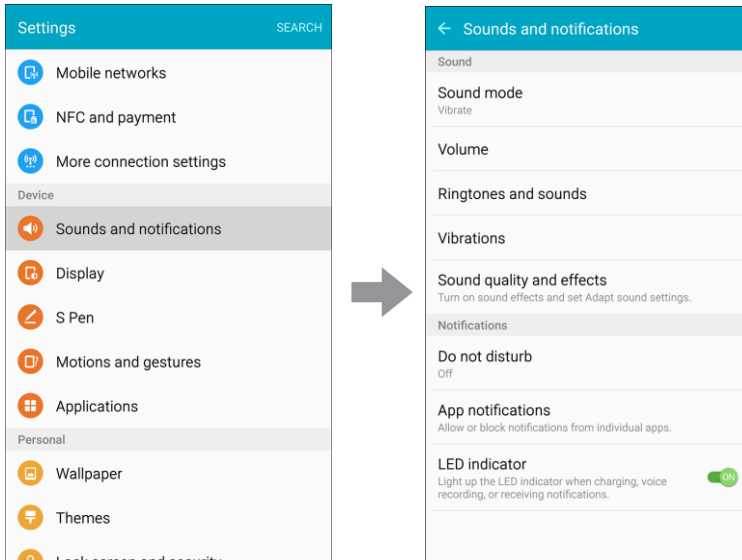 Settings
SEARCH
Mobile networks
NFC and payment
More connection settings
Device
Sounds and notifications
Display
S Pen
Motions and gestures
Applications
Personal
Wallpaper
Themes
Lock screen and security
Sounds and notifications
Sound
Sound mode
Vibrate
Volume
Ringtones and sounds
Vibrations
Sound quality and effects
Turn on sound effects and set Adapt sound settings.
Notifications
Do not disturb
Off
App notifications
Allow or block notifications from individual apps.
LED indicator
Light up the LED indicator when charging, voice
recording, or receiving notifications.
ON